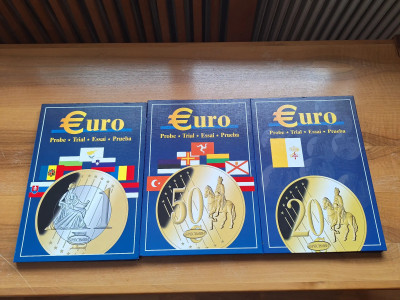 €uro
Probe • Trial • Essai • Prueba
€uro
Probe • Trial • Essai • Prueba
50
€uro
Probe • Trial • Essai • Prueba
20